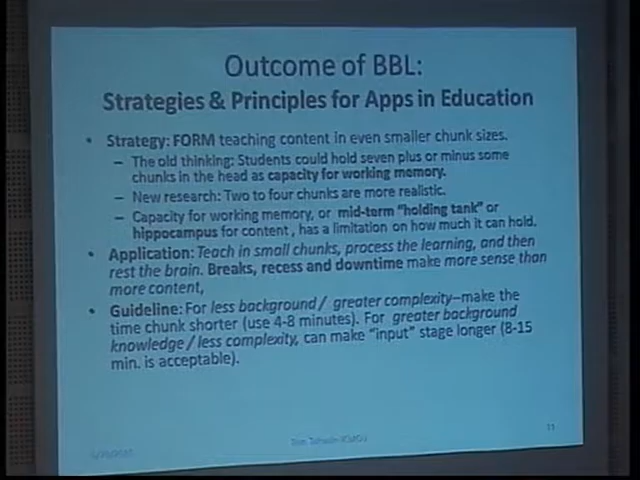 Outcome of BBL:
Strategies & Principles for Apps in Education
• Strategy: FORM teaching content in even smaller chunk sizes.
– The old thinking: Students could hold seven plus or minus some
chunks in the head as capacity for working memory.
– New research: Two to four chunks are more realistic.
– Capacity for working memory, or mid-term "holding tank" or
hippocampus for content , has a limitation on how much it can hold.
• Application: Teach in small chunks, process the learning, and then
rest the brain. Breaks, recess and downtime make more sense than
more content,
• Guideline: For less background / greater complexity–make the
time chunk shorter (use 4-8 minutes). For greater background
knowledge / less complexity, can make "input" stage longer (8-15
min. is acceptable).